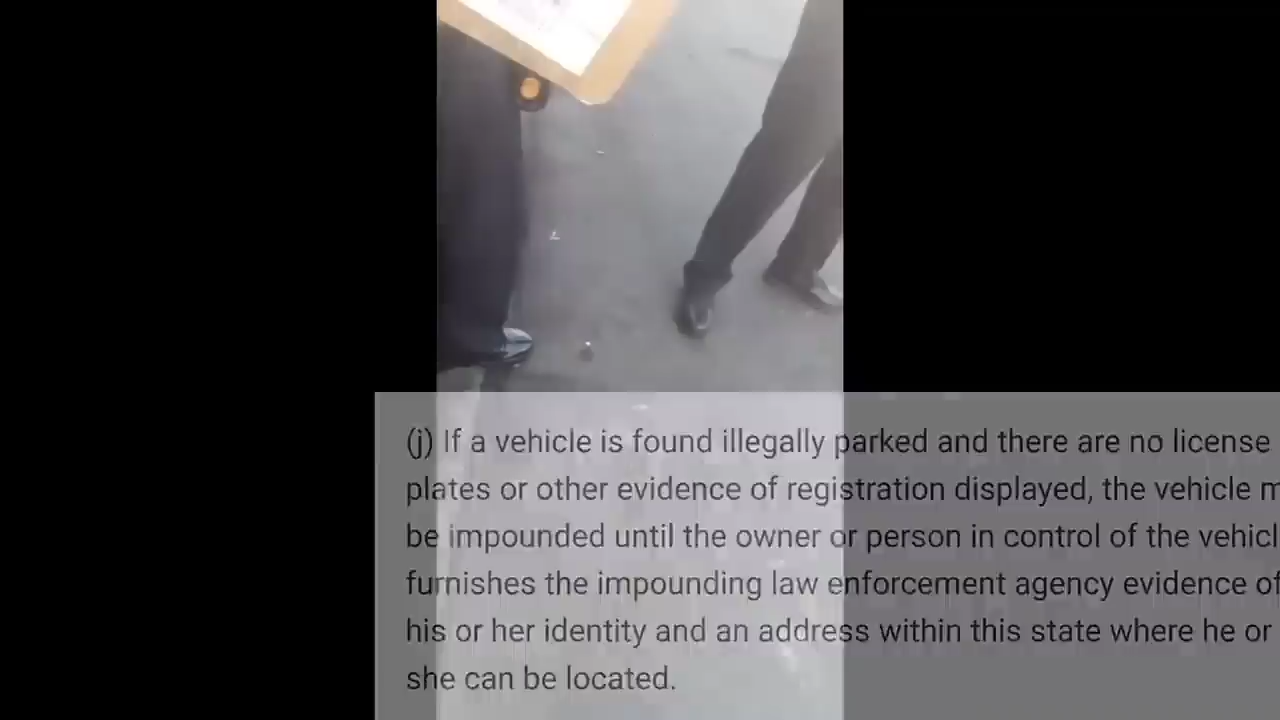 (j) If a vehicle is found illegally parked and there are no license
plates or other evidence of registration displayed, the vehicle
be impounded until the owner or person in control of the
furnishes the impounding law enforcement agency evidence of
his or her identity and an address within this state where he or
she can be located.